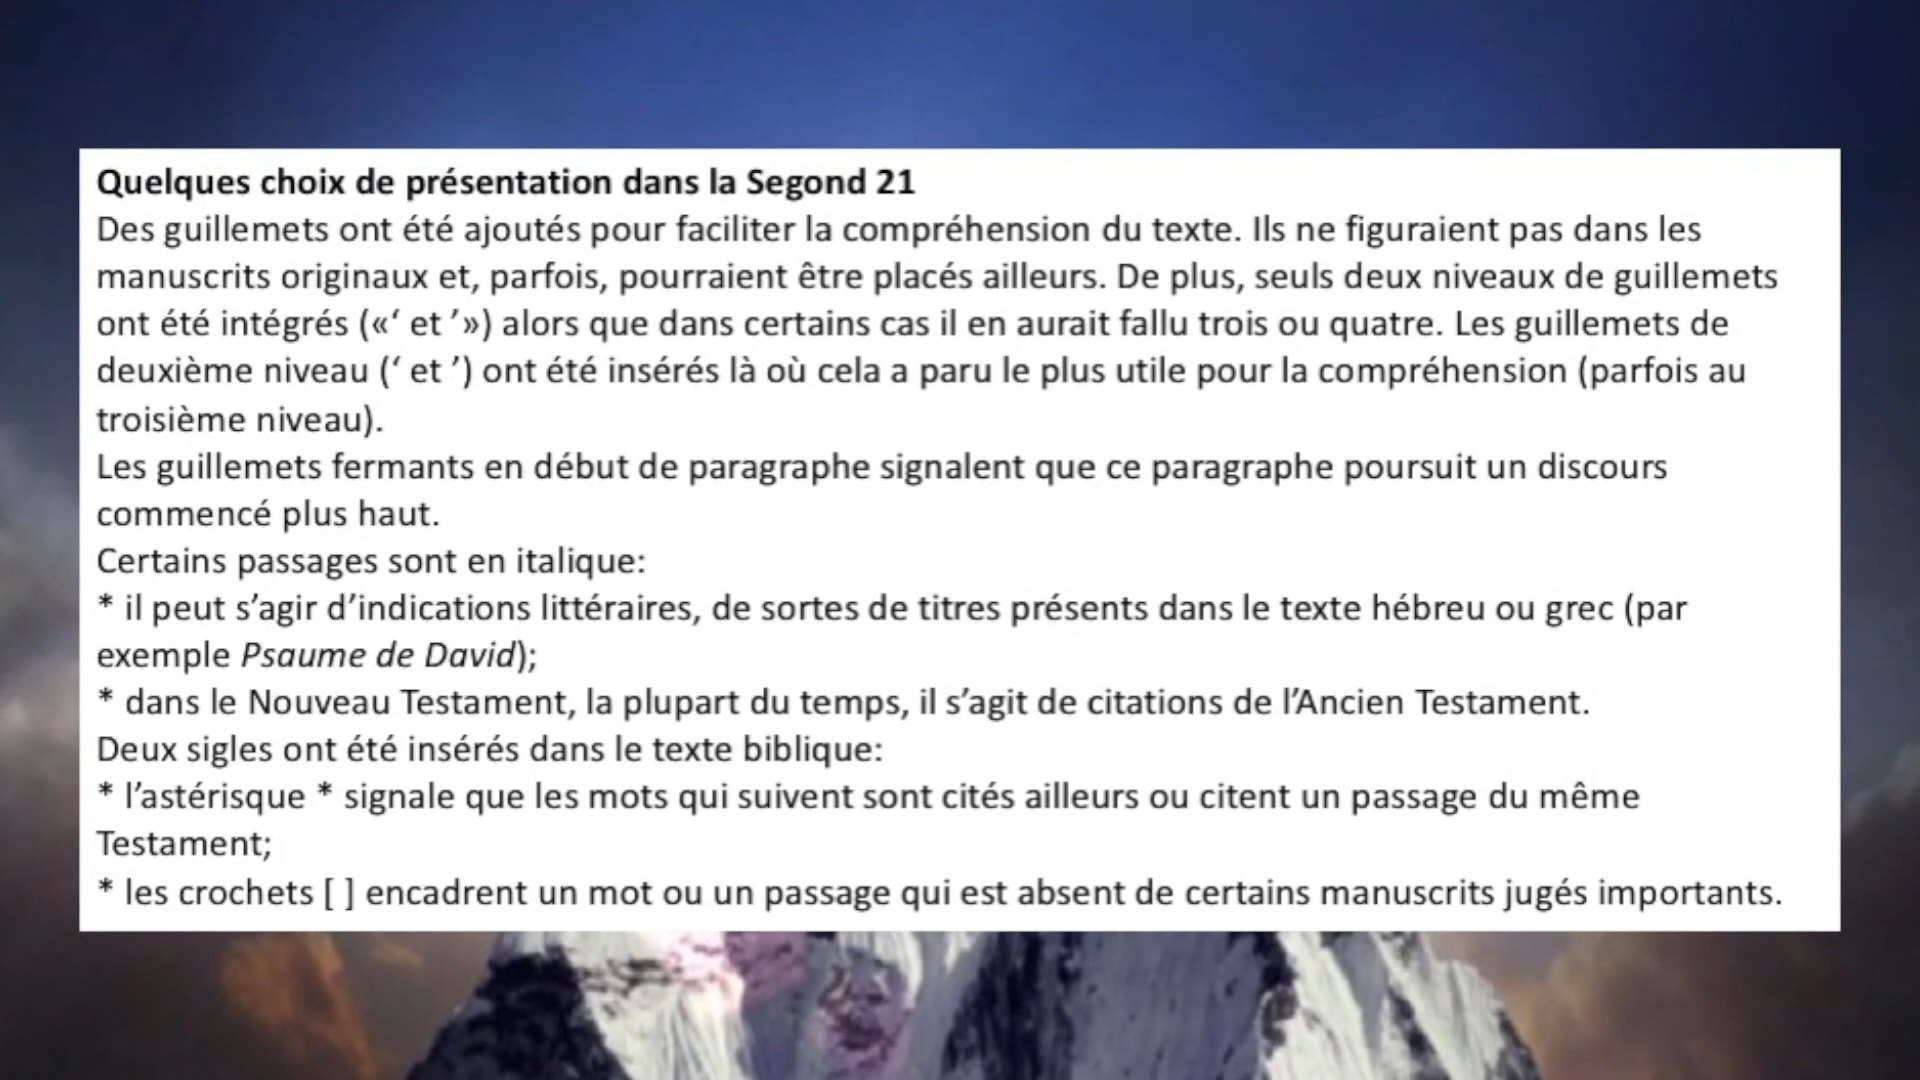 Quelques choix de présentation dans la Segond 21
Des guillemets ont été ajoutés pour faciliter la compréhension du texte. Ils ne figuraient pas dans les
manuscrits originaux et, parfois, pourraient être placés ailleurs. De plus, seuls deux niveaux de guillemets
ont été intégrés («‘ et ’») alors que dans certains cas il en aurait fallu trois ou quatre. Les guillemets de
deuxième niveau (‘ et ’) ont été insérés là où cela a paru le plus utile pour la compréhension (parfois au
troisième niveau).
Les guillemets fermants en début de paragraphe signalent que ce paragraphe poursuit un discours
commencé plus haut.
Certains passages sont en italique:
* il peut s’agir d’indications littéraires, de sortes de titres présents dans le texte hébreu ou grec (par
exemple Psaume de David);
* dans le Nouveau Testament, la plupart du temps, il s’agit de citations de l’Ancien Testament.
Deux sigles ont été insérés dans le texte biblique:
* l’astérisque * signale que les mots qui suivent sont cités ailleurs ou citent un passage du même
Testament;
* les crochets [ ] encadrent un mot ou un passage qui est absent de certains manuscrits jugés importants.